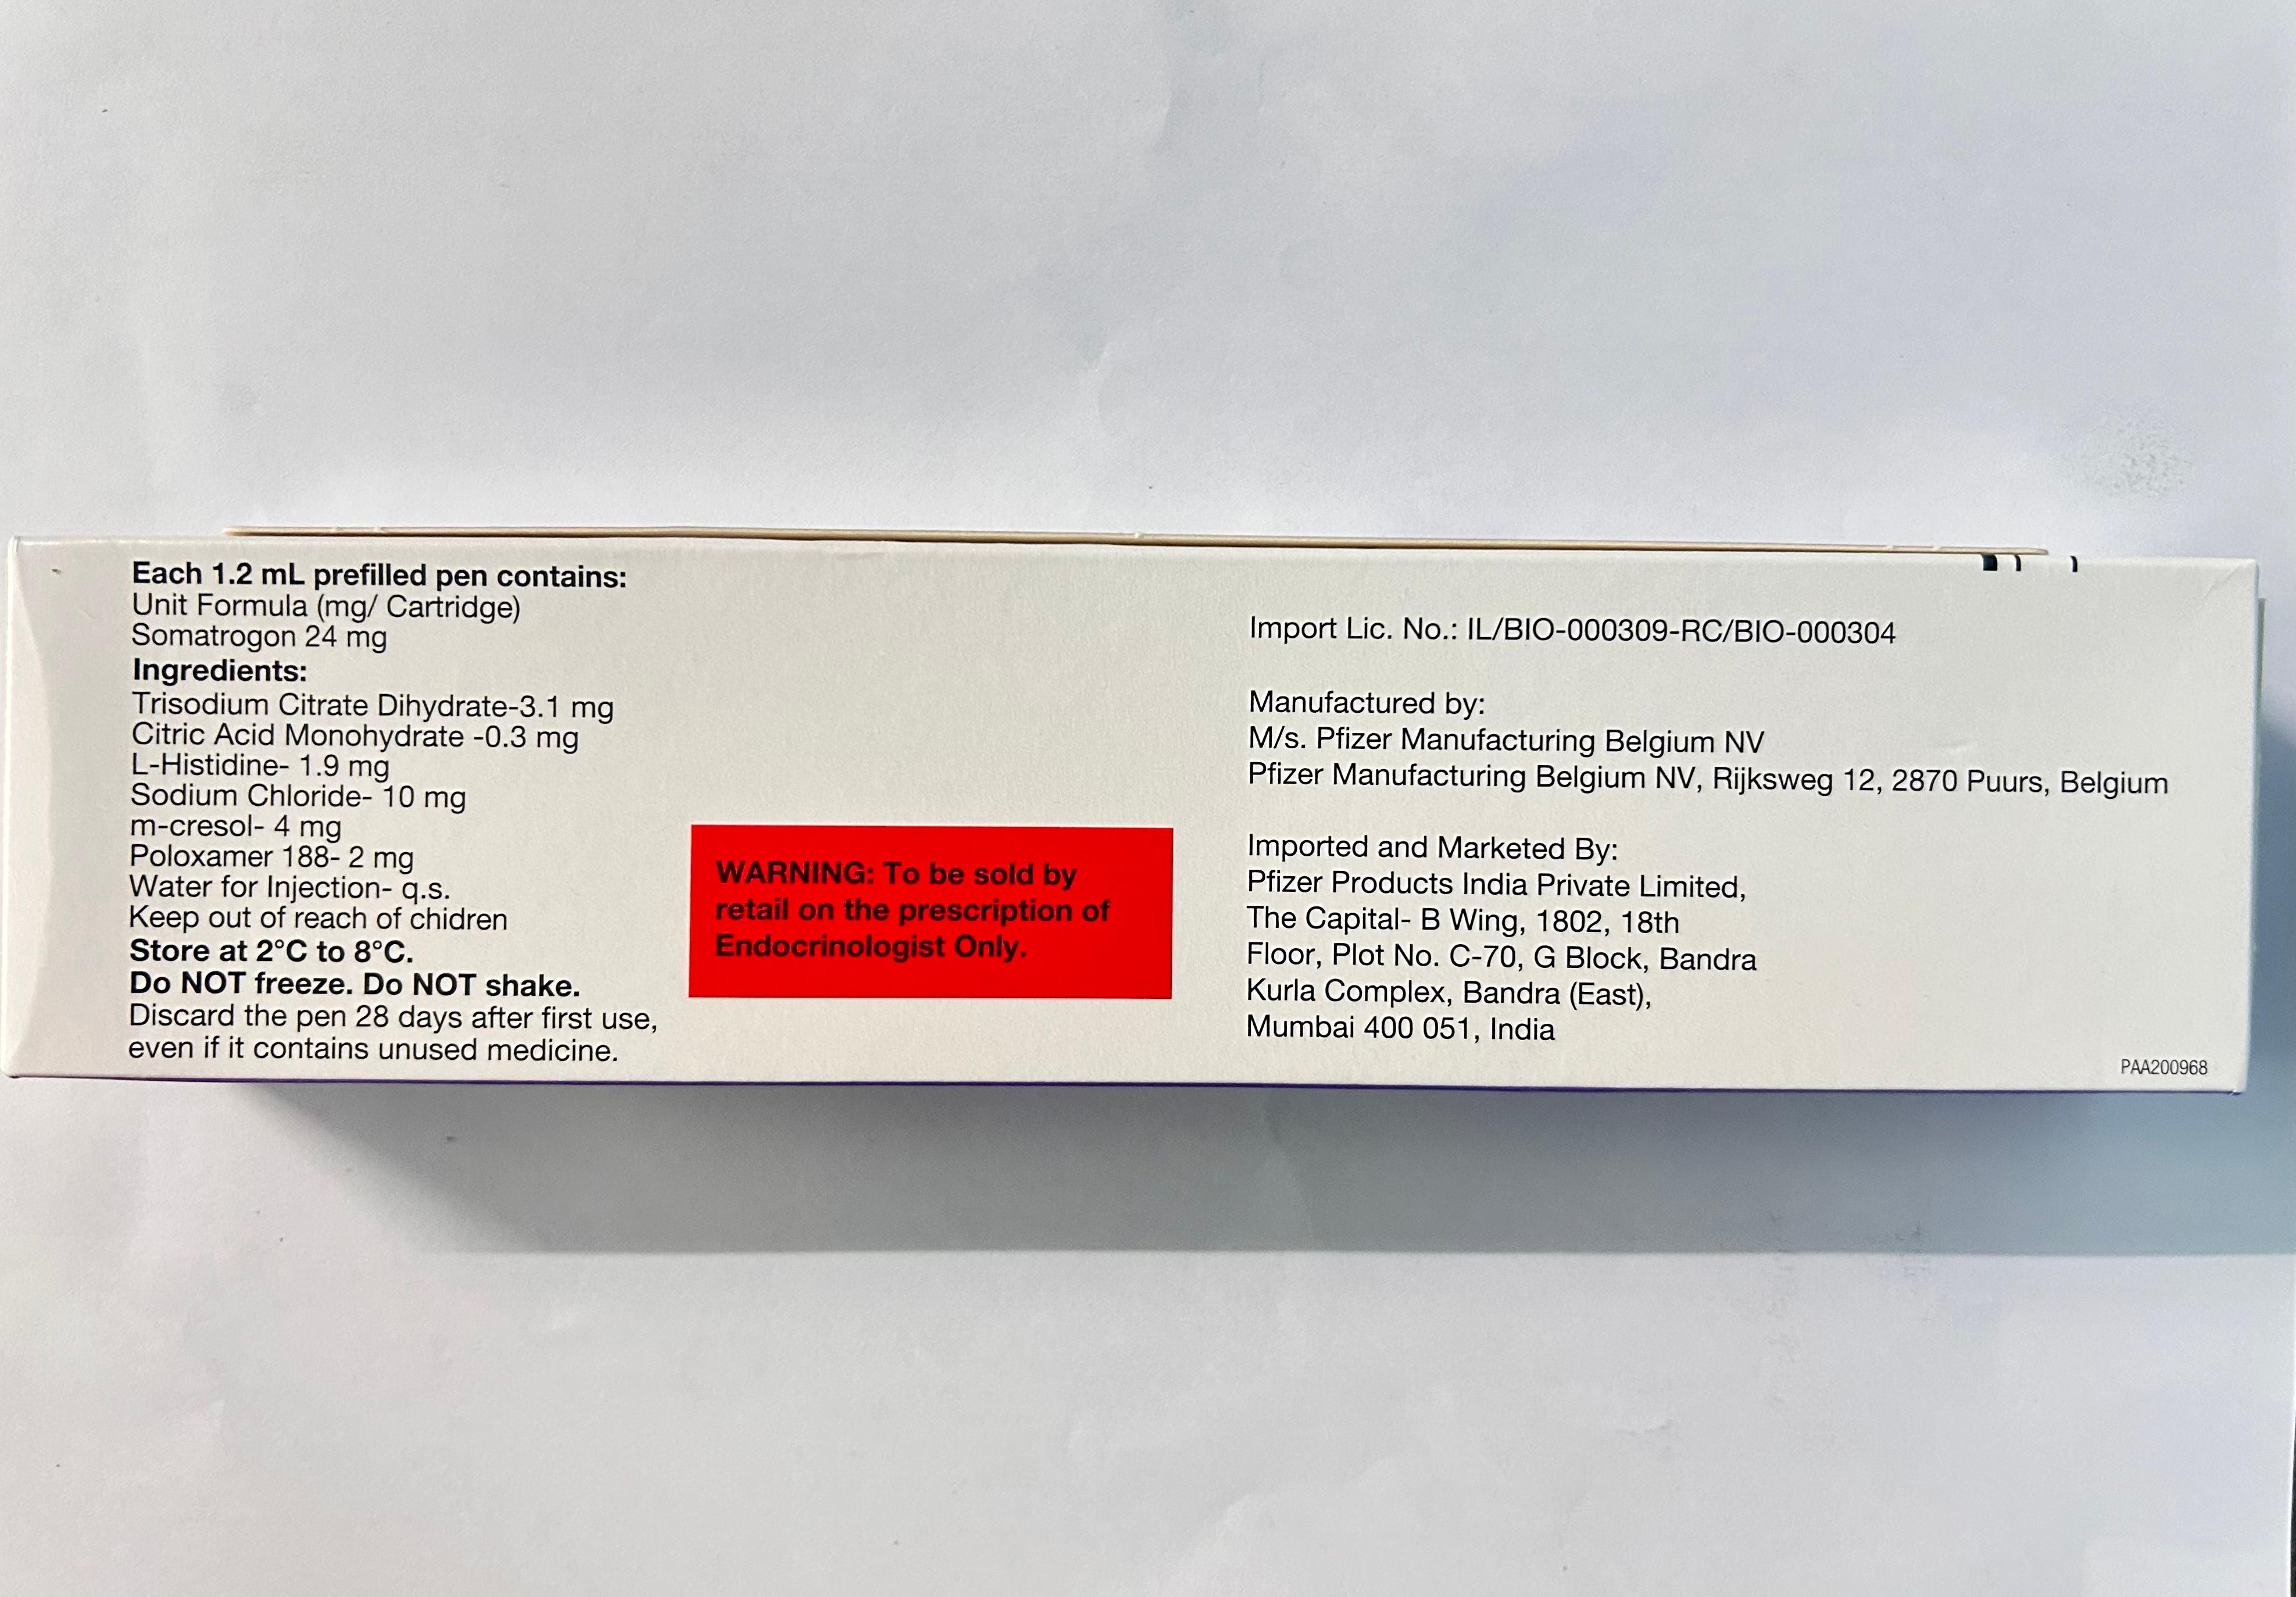 Each 1.2 mL prefilled pen contains:
Unit Formula (mg/ Cartridge)
Somatrogon 24 mg
Ingredients:
Trisodium Citrate Dihydrate-3.1 mg
Citric Acid Monohydrate -0.3 mg
L-Histidine- 1.9 mg
Sodium Chloride- 10 mg
m-cresol- 4 mg
Poloxamer 188- 2 mg
Water for Injection- q.s.
Keep out of reach of chidren
Store at 2°C to 8°C.
Do NOT freeze. Do NOT shake.
Discard the pen 28 days after first use,
even if it contains unused medicine.
WARNING: To be sold by
retail on the prescription of
Endocrinologist Only.
Import Lic. No.: IL/BIO-000309-RC/BIO-000304
Manufactured by:
M/s. Pfizer Manufacturing Belgium NV
Pfizer Manufacturing Belgium NV, Rijksweg 12, 2870 Puurs, Belgium
Imported and Marketed By:
Pfizer Products India Private Limited,
The Capital- B Wing, 1802, 18th
Floor, Plot No. C-70, G Block, Bandra
Kurla Complex, Bandra (East),
Mumbai 400 051, India
PAA200968